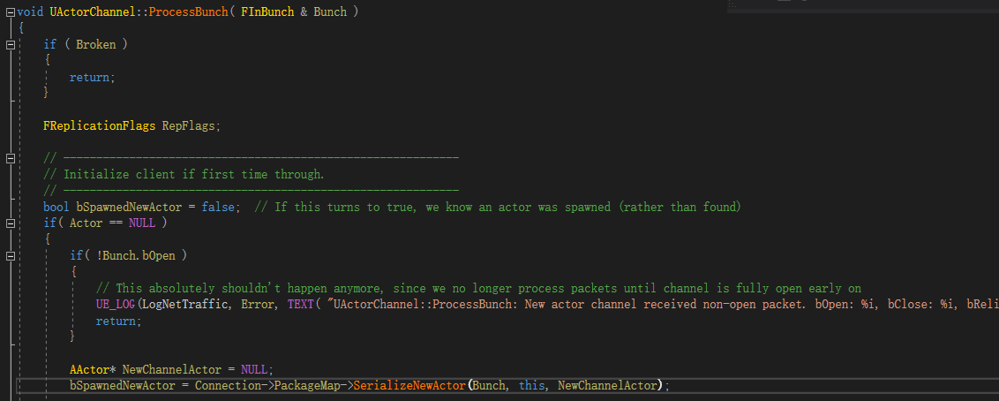 void UActorChannel::ProcessBunch( FInBunch & Bunch )
{
if ( Broken )
{
return;
}
FReplicationFlags RepFlags;
// ------------------------------------------------------------
// Initialize client if first time through.
// ------------------------------------------------------------
bool bSpawnedNewActor = false;  // If this turns to true, we know an actor was spawned (rather than found)
if( Actor == NULL )
{
if( !Bunch.bOpen )
{
// This absolutely shouldn't happen anymore, since we no longer process packets until channel is fully open early on
UE_LOG(LogNetTraffic, Error, TEXT( "UActorChannel::ProcessBunch: New actor channel received non-open packet. bOpen: %i, bClose: %i, bReli
return;
}
AActor* NewChannelActor = NULL;
bSpawnedNewActor = Connection->PackageMap->SerializeNewActor(Bunch, this, NewChannelActor);